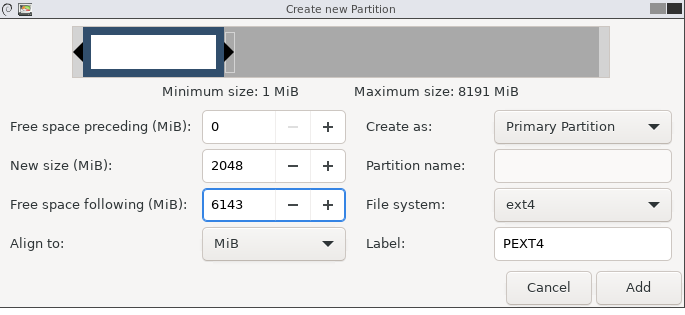 Create new Partition
Minimum size: 1 MiB Maximum size: 8191 MiB
Free space preceding (MiB): 0 Create as: Primary Partition
New size (MiB): 2048 Partition name:
Free space following (MiB): 6143 File system: ext4
Align to: MiB Label: PEXT4
Cancel Add